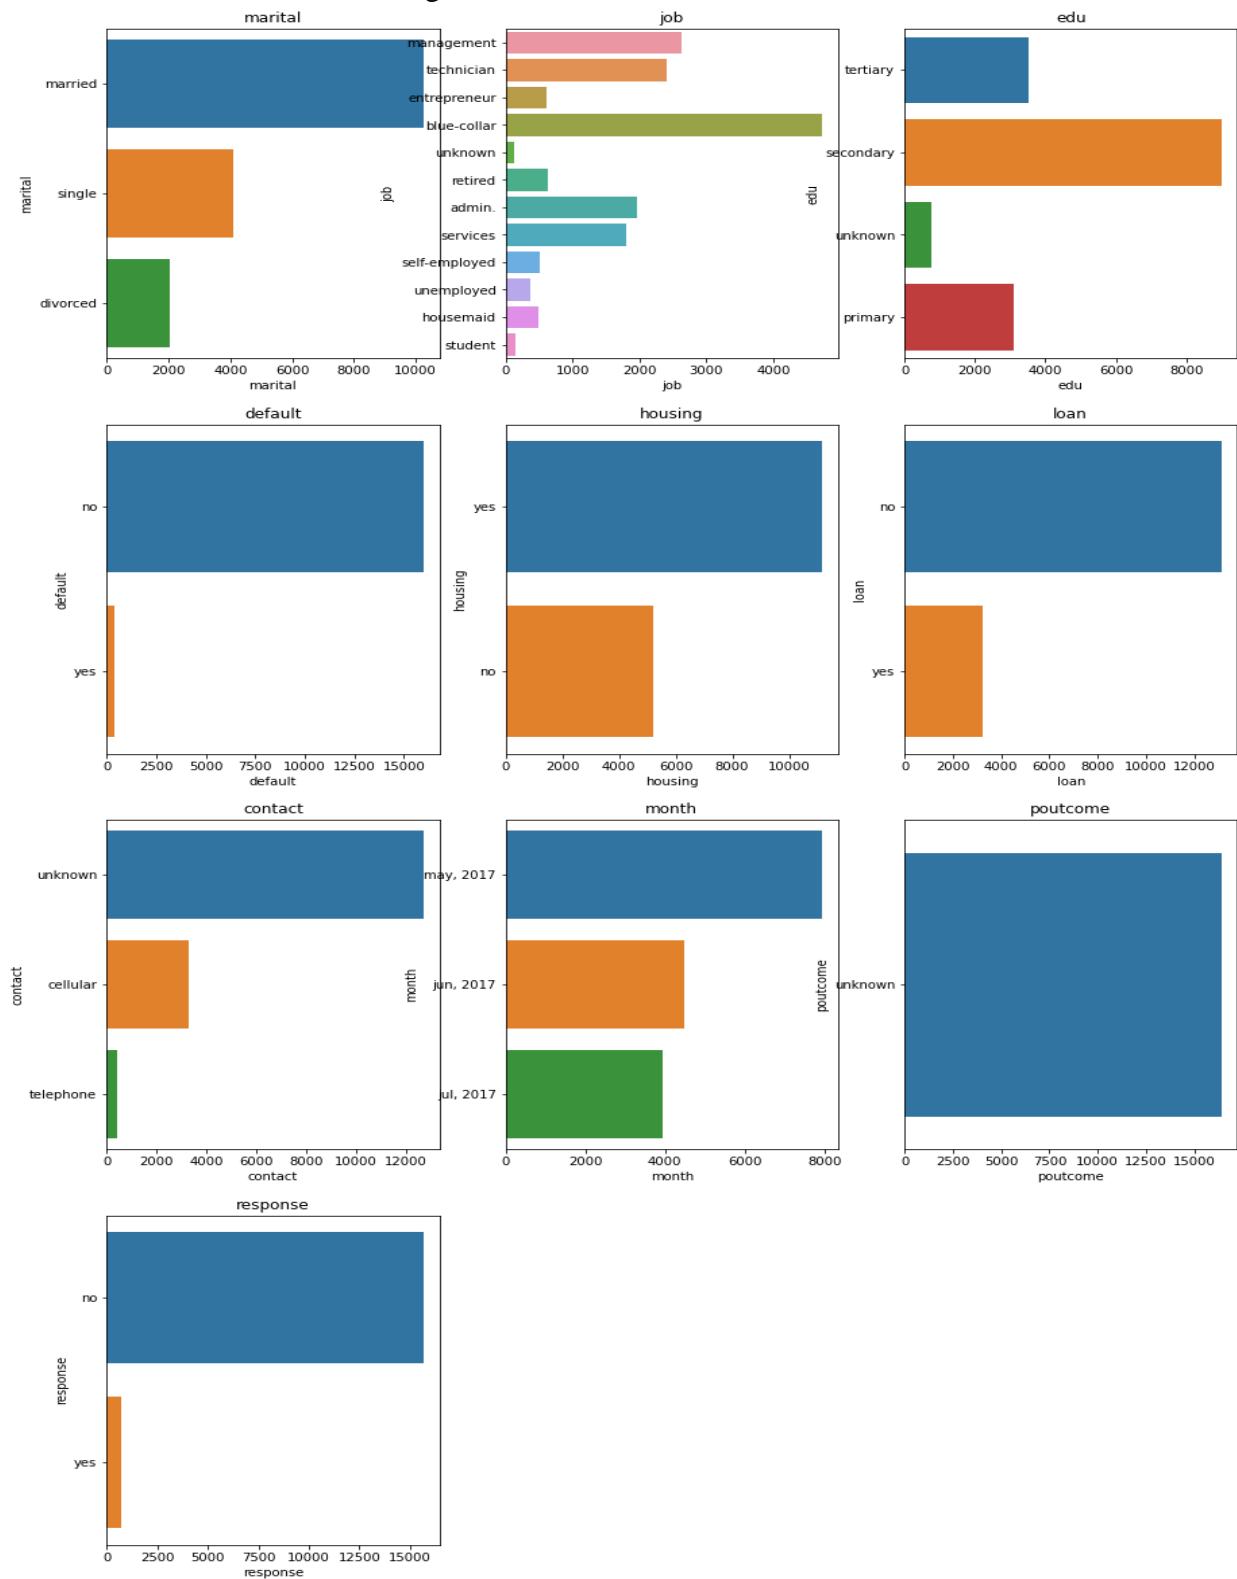 g
marital
married
single
divorced
marital
0 2000 4000 6000 8000 10000
marital
job
management
technician
entrepreneur
blue-collar
unknown
retired
admin.
services
self-employed
unemployed
housemaid
student
job
0 1000 2000 3000 4000
job
edu
tertiary
secondary
unknown
primary
edu
0 2000 4000 6000 8000
edu
default
no
yes
default
0 2500 5000 7500 10000 12500 15000
default
housing
yes
no
housing
0 2000 4000 6000 8000 10000
housing
loan
no
yes
loan
0 2000 4000 6000 8000 10000 12000
loan
contact
unknown
cellular
telephone
contact
0 2000 4000 6000 8000 10000 12000
contact
month
may, 2017
jun, 2017
jul, 2017
month
0 2000 4000 6000 8000
month
poutcome
unknown
poutcome
0 2500 5000 7500 10000 12500 15000
poutcome
response
no
yes
response
0 2500 5000 7500 10000 12500 15000
response